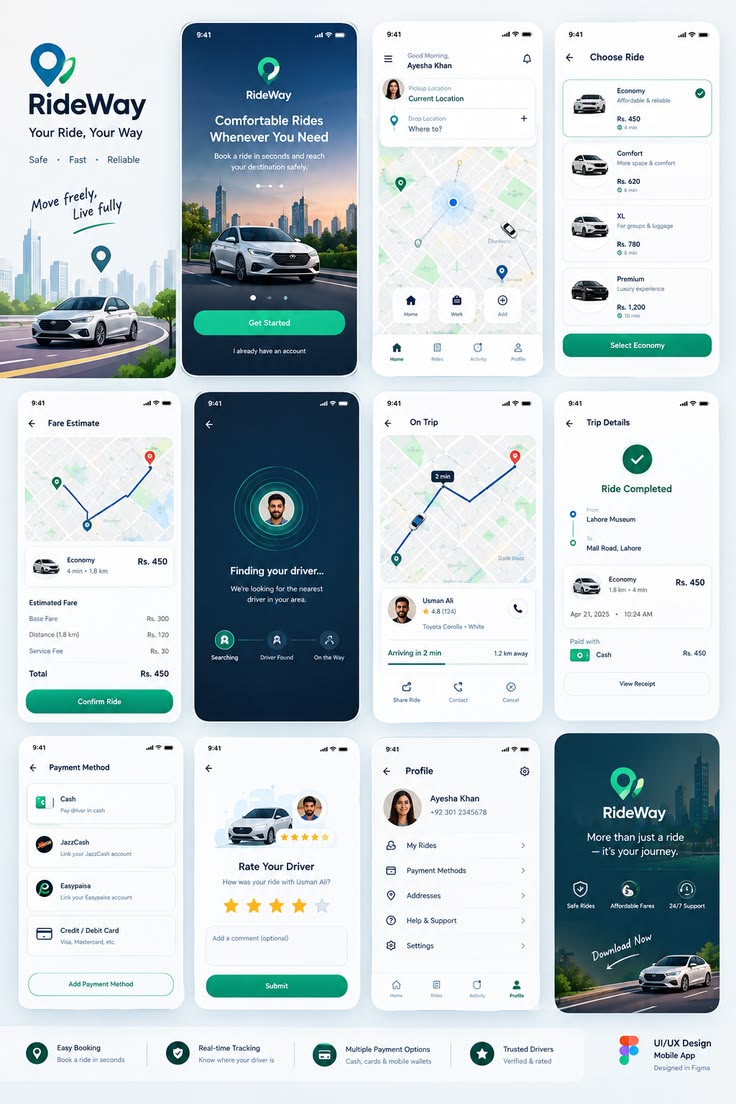 RideWay
Your Ride, Your Way
Safe • Fast • Reliable
Move freely,
Live fully
9:41
RideWay
Comfortable Rides
Whenever You Need
Book a ride in seconds and reach
your destination safely.
Get Started
I already have an account
9:41
Good Morning,
Ayesha Khan
Pickup Location
Current Location
Drop Location
Where to?
Home
Work
Add
Home
Rides
Activity
Profile
9:41
Choose Ride
Economy
Affordable & reliable
Rs. 450
4 min
Comfort
More space & comfort
Rs. 620
6 min
XL
For groups & luggage
Rs. 780
Premium
Luxury experience
Rs. 1,200
10 min
Select Economy
9:41
Fare Estimate
Economy
4 min • 1.8 km
Rs. 450
Estimated Fare
Base Fare
Rs. 300
Distance (1.8 km)
Rs. 120
Service Fee
Rs. 30
Total
Rs. 450
Confirm Ride
9:41
Finding your driver...
We're looking for the nearest
driver in your area.
Searching
Driver Found
On the Way
9:41
On Trip
2 min
Usman Ali
4.8 (124)
Toyota Corolla • White
Arriving in 2 min
1.2 km away
Share Ride
Contact
Cancel
9:41
Trip Details
Ride Completed
From
Lahore Museum
To
Mall Road, Lahore
Economy
1.8 km • 4 min
Rs. 450
Apr 21, 2025 • 10:24 AM
Paid with
Cash
Rs. 450
View Receipt
9:41
Payment Method
Cash
Pay driver in cash
JazzCash
Link your JazzCash account
Easypaisa
Link your Easypaisa account
Credit / Debit Card
Visa, Mastercard, etc.
Add Payment Method
9:41
Rate Your Driver
How was your ride with Usman Ali?
Add a comment (optional)
Submit
9:41
Profile
Ayesha Khan
+92 301 2345678
My Rides
Payment Methods
Addresses
Help & Support
Settings
Home
Rides
Activity
Profile
RideWay
More than just a ride
— it's your journey.
Safe Rides
Affordable Fares
24/7 Support
Download Now
Easy Booking
Book a ride in seconds
Real-time Tracking
Know where your driver is
Multiple Payment Options
Cash, cards & mobile wallets
Trusted Drivers
Verified & rated
UI/UX Design
Mobile App
Designed in Figma